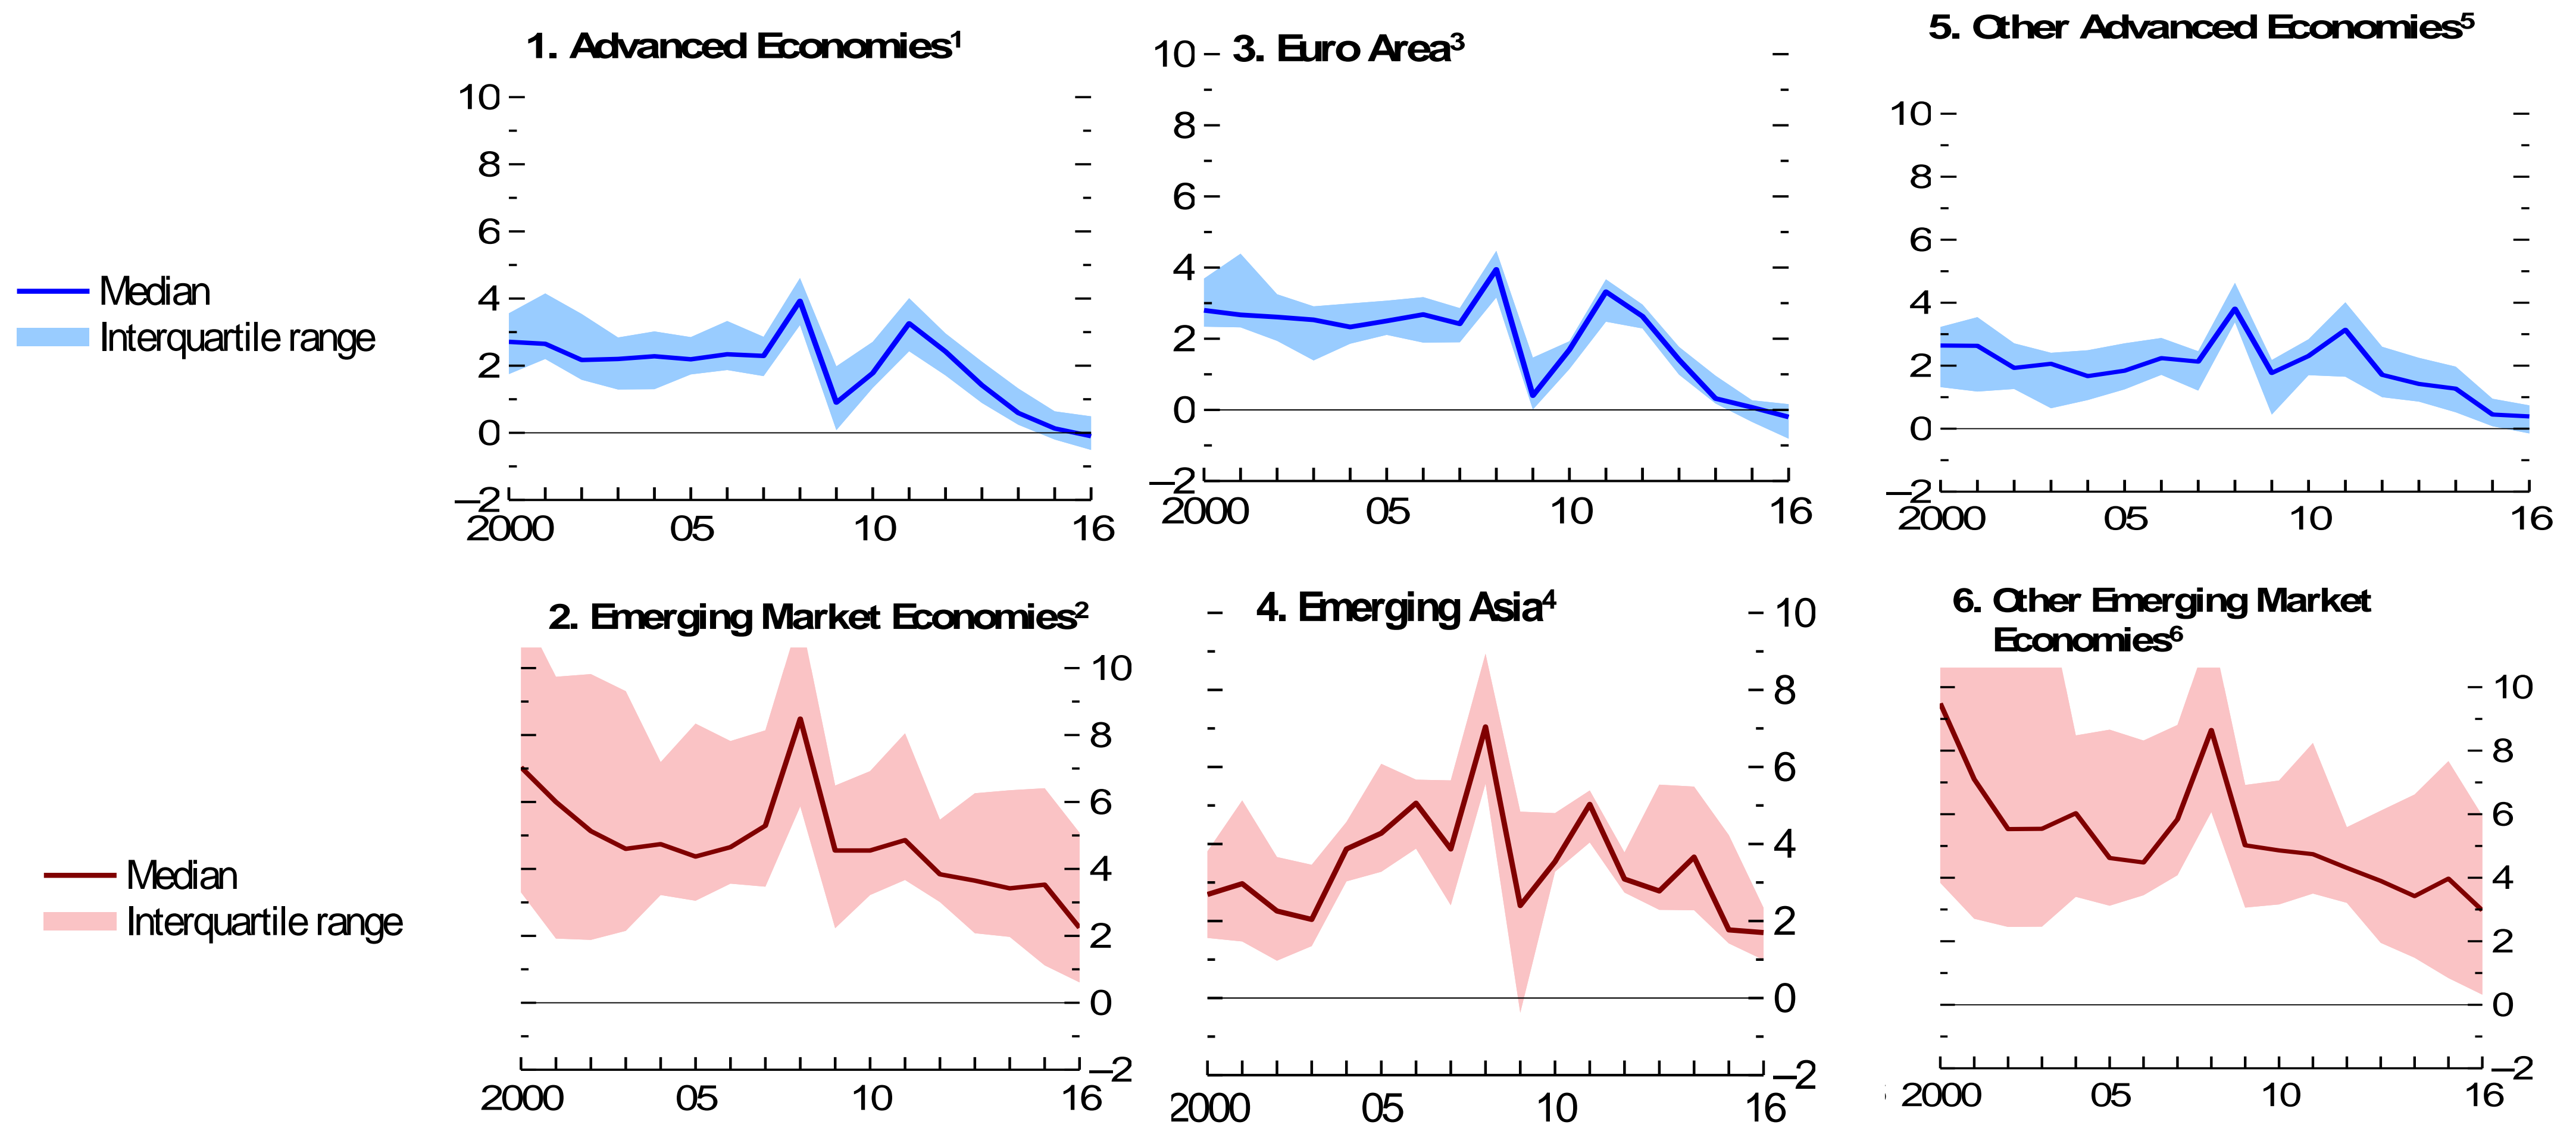 1. Advanced Economies¹
10
8
6
4
2
0
–2
2000 05 10 16
3. Euro Area³
10
8
6
4
2
0
–2
2000 05 10 16
5. Other Advanced Economies⁵
10
8
6
4
2
0
–2
2000 05 10 16
Median
Interquartile range
2. Emerging Market Economies²
10
8
6
4
2
0
–2
2000 05 10 16
4. Emerging Asia⁴
10
8
6
4
2
0
–2
2000 05 10 16
6. Other Emerging Market
Economies⁶
10
8
6
4
2
0
–2
2000 05 10 16
Median
Interquartile range